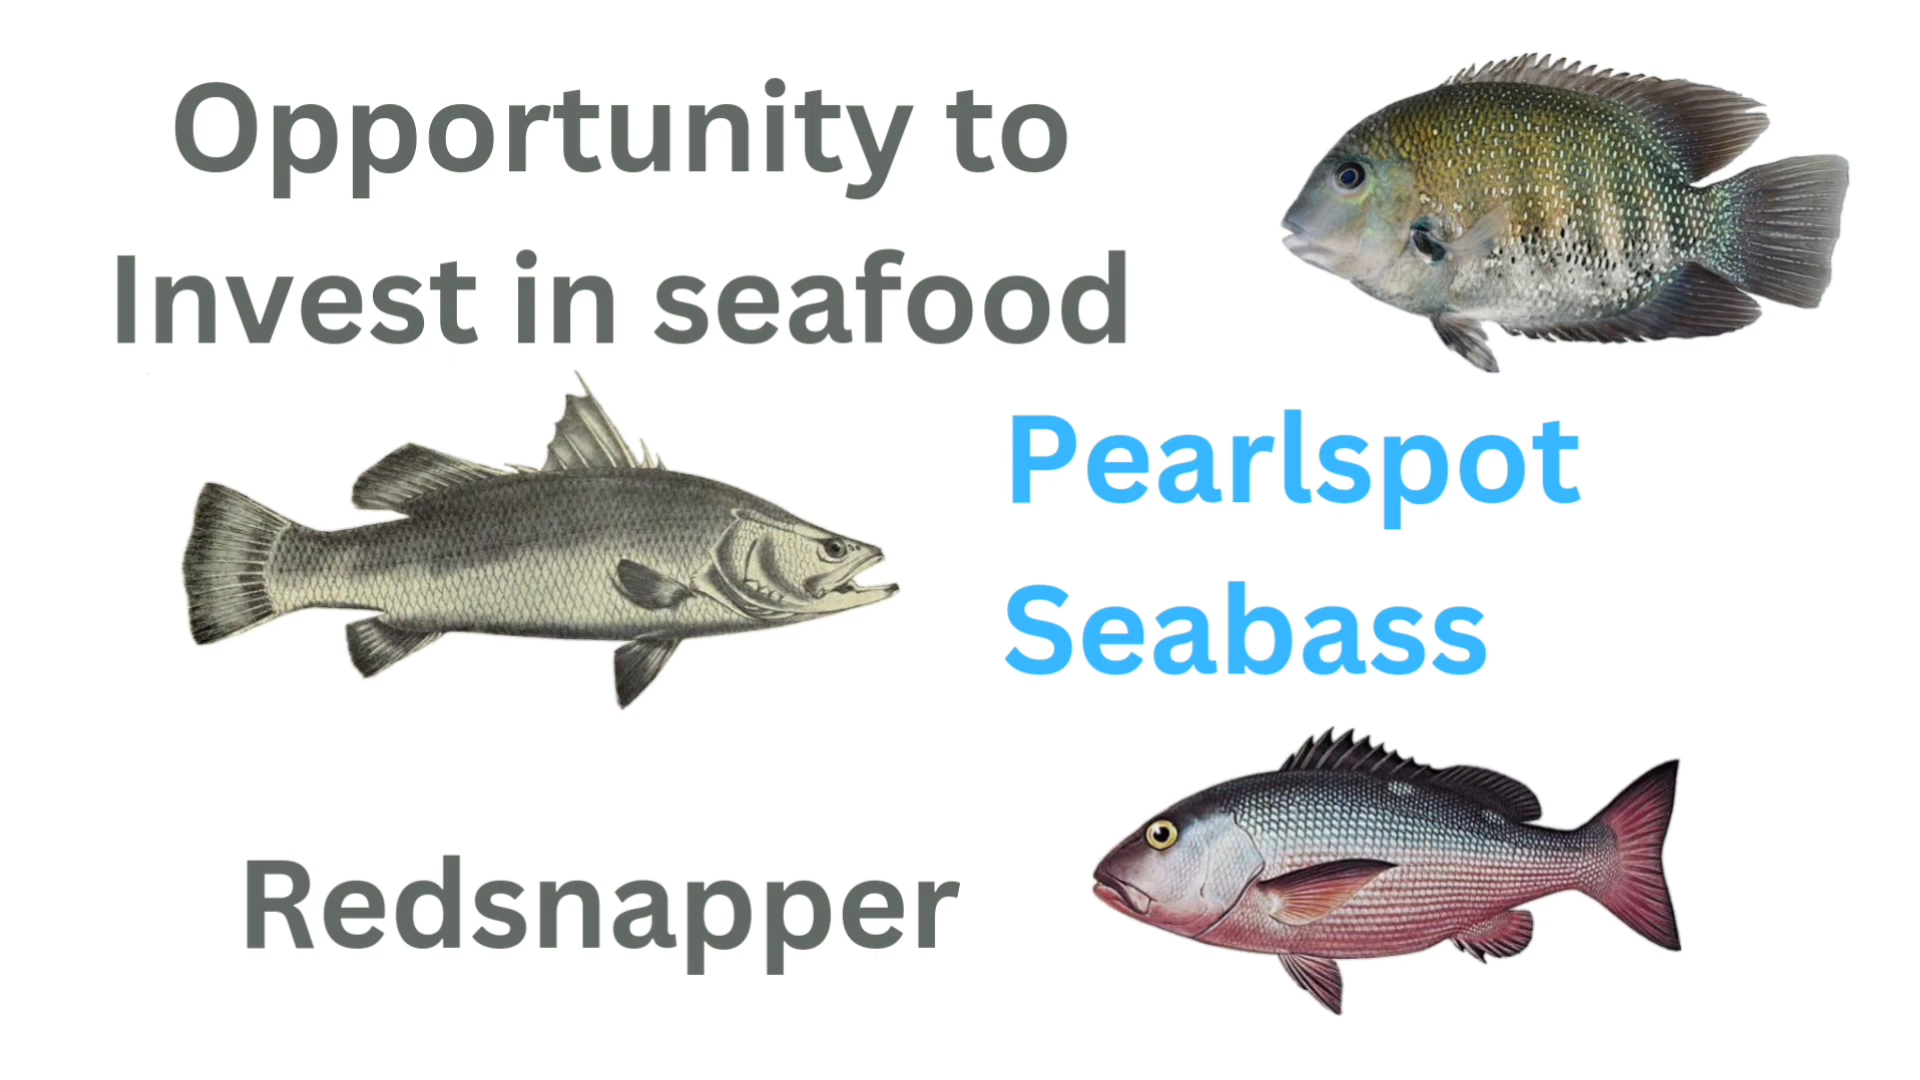 Opportunity to
Invest in seafood
Pearlspot
Seabass
Redsnapper